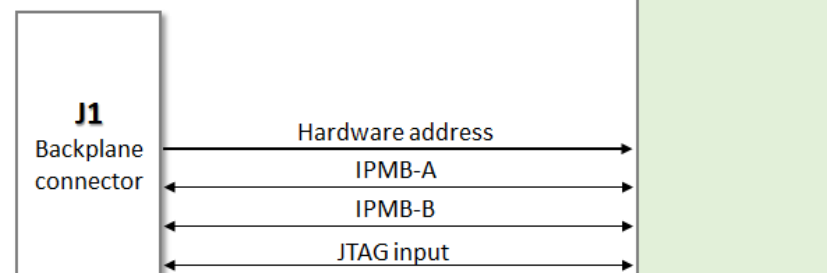 J1
Backplane
connector
Hardware address
IPMB-A
IPMB-B
JTAG input